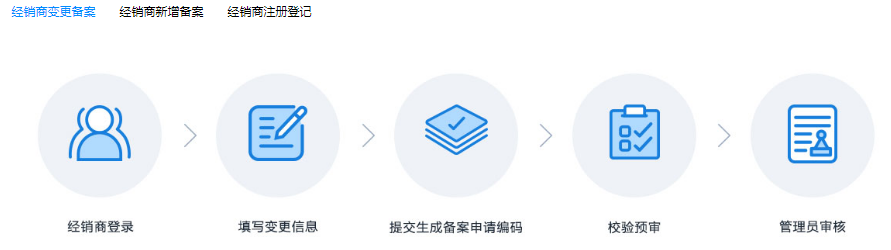 经销商变更备案 经销商新增备案 经销商注册登记
经销商登录 填写变更信息 提交生成备案申请编码 校验预审 管理员审核